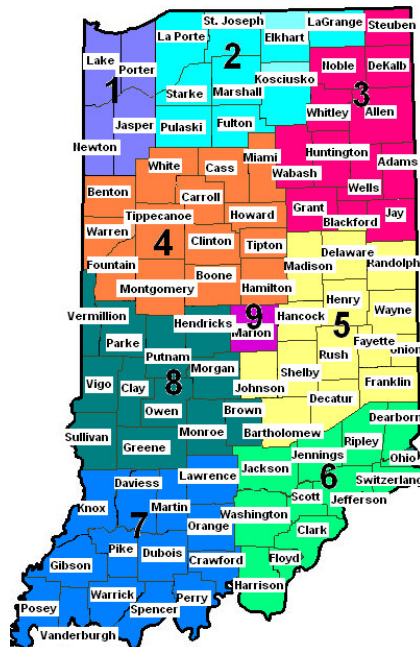 St. Joseph
LaGrange
Steuben
La Porte
Elkhart
Lake
Porter
2
Noble
DeKalb
Kosciusko
1
Starke
Marshall
3
Whitley
Allen
Jasper
Pulaski
Fulton
Newton
Miami
Huntington
White
Cass
Wabash
Adams
Benton
Carroll
Wells
Tippecanoe
Howard
Grant
Blackford
Jay
Warren
4
Clinton
Tipton
Delaware
Fountain
Boone
Madison
Randolph
Montgomery
Hamilton
Henry
Vermillion
Hendricks
9
Hancock
Wayne
Marion
5
Parke
Putnam
Rush
Fayette
Union
Morgan
Shelby
Vigo
Clay
8
Johnson
Franklin
Owen
Brown
Decatur
Dearborn
Sullivan
Monroe
Bartholomew
Ripley
Greene
Jennings
Ohio
Lawrence
Jackson
6
Switzerland
Daviess
Scott
Jefferson
Knox
Martin
Washington
7
Orange
Clark
Pike
Dubois
Gibson
Crawford
Floyd
Harrison
Warrick
Perry
Posey
Spencer
Vanderburgh